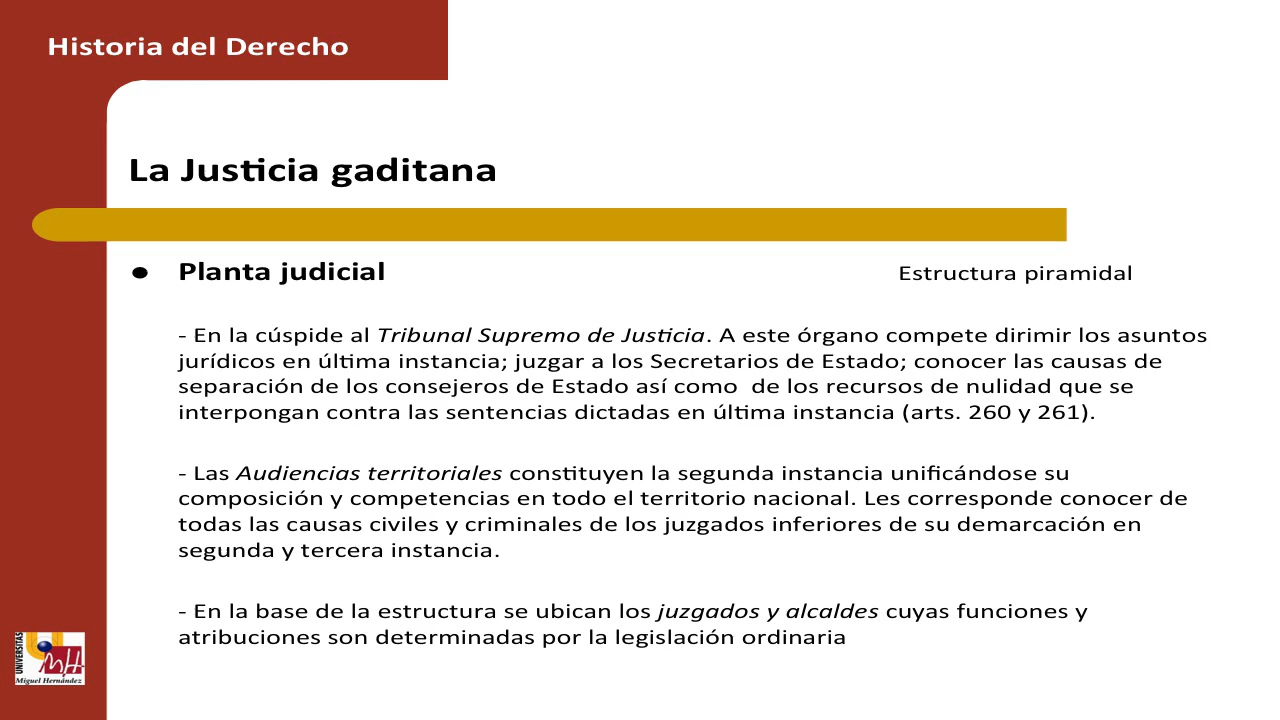 Historia del Derecho
La Justicia gaditana
● Planta judicial Estructura piramidal
- En la cúspide al Tribunal Supremo de Justicia. A este órgano compete dirimir los asuntos
jurídicos en última instancia; juzgar a los Secretarios de Estado; conocer las causas de
separación de los consejeros de Estado así como  de los recursos de nulidad que se
interpongan contra las sentencias dictadas en última instancia (arts. 260 y 261).
- Las Audiencias territoriales constituyen la segunda instancia unificándose su
composición y competencias en todo el territorio nacional. Les corresponde conocer de
todas las causas civiles y criminales de los juzgados inferiores de su demarcación en
segunda y tercera instancia.
- En la base de la estructura se ubican los juzgados y alcaldes cuyas funciones y
atribuciones son determinadas por la legislación ordinaria
UNIVERSITAS
MH
Miguel Hernández